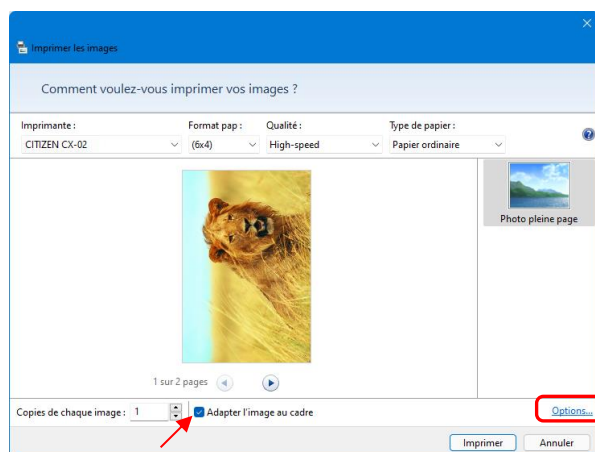 Imprimer les images
Comment voulez-vous imprimer vos images ?
Imprimante : Format pap : Qualité : Type de papier :
CITIZEN CX-02 (6x4) High-speed Papier ordinaire
Photo pleine page
1 sur 2 pages
Copies de chaque image : 1 Adapter l'image au cadre Options...
Imprimer Annuler